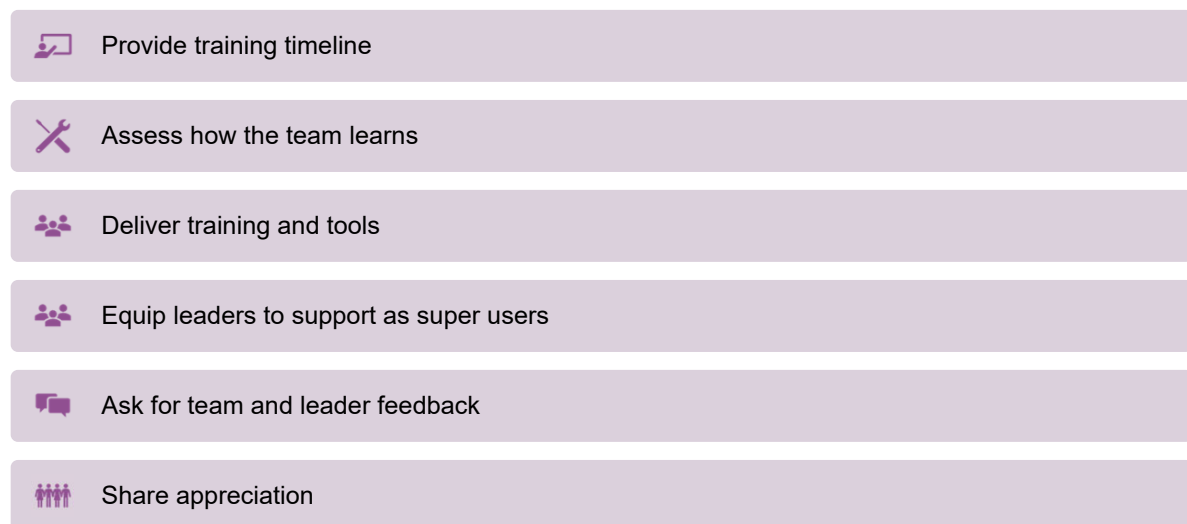 Provide training timeline
Assess how the team learns
Deliver training and tools
Equip leaders to support as super users
Ask for team and leader feedback
Share appreciation